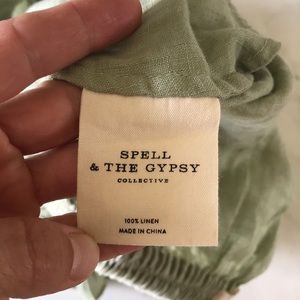 SPELL
& THE GYPSY
COLLECTIVE
100% LINEN
MADE IN CHINA